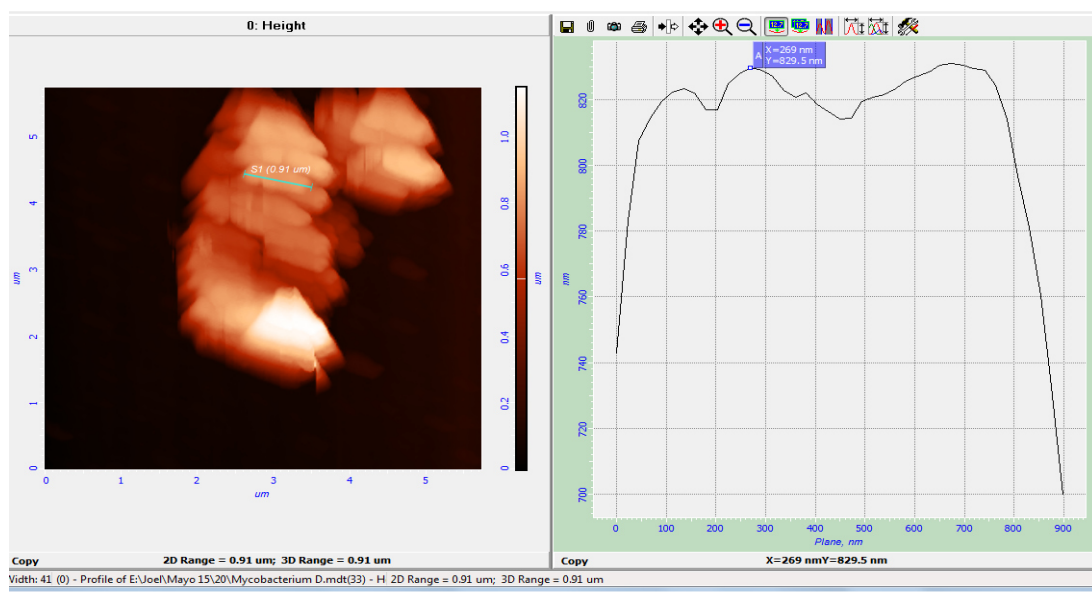 0: Height
S1 (0.91 um)
um
5
4
3
2
1
0
0 1 2 3 4 5
um
1.0
0.8
0.6
0.4
0.2
0
um
A X=269 nm
Y=829.5 nm
nm
820
800
780
760
740
720
700
0 100 200 300 400 500 600 700 800 900
Plane, nm
Copy 2D Range = 0.91 um; 3D Range = 0.91 um
Copy X=269 nmY=829.5 nm
Width: 41 (0) - Profile of E:\Joel\Mayo 15\20\Mycobacterium D.mdt(33) - H 2D Range = 0.91 um; 3D Range = 0.91 um